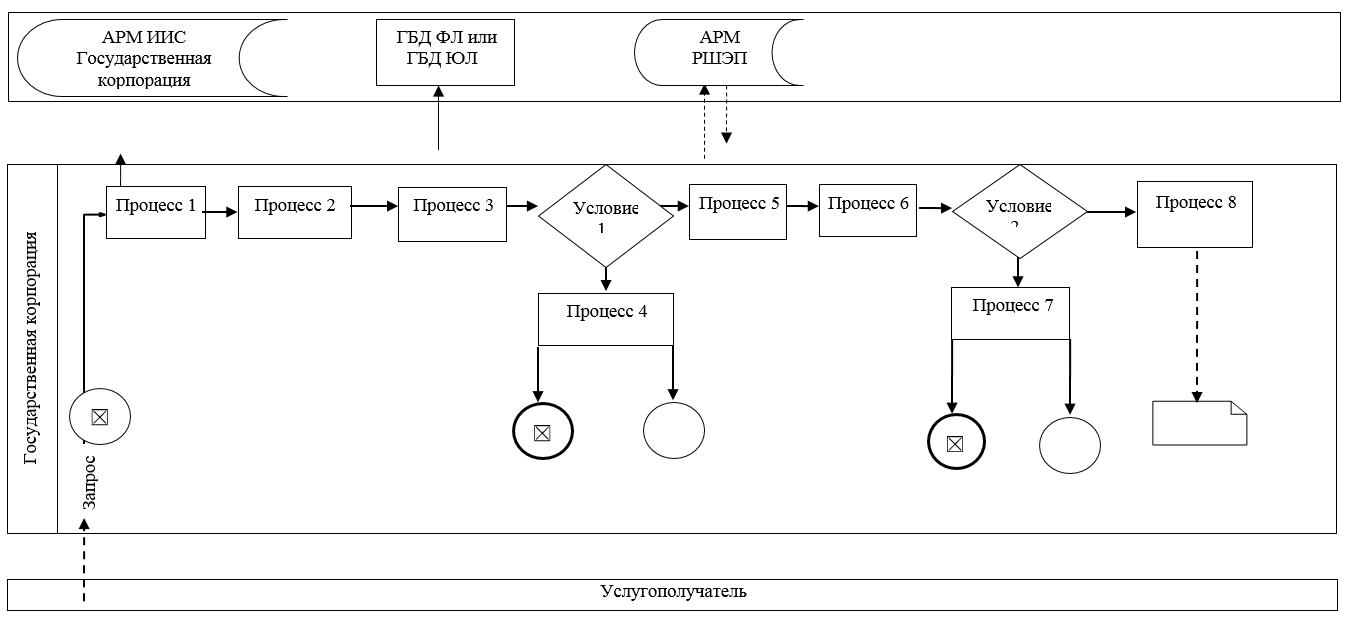 АРМ ИИС
Государственная
корпорация
ГБД ФЛ или
ГБД ЮЛ
АРМ
РШЭП
Государственная корпорация
Процесс 1
Процесс 2
Процесс 3
Условие
1
Процесс 5
Процесс 6
Условие
2
Процесс 8
Процесс 4
Процесс 7
Запрос
Услугополучатель